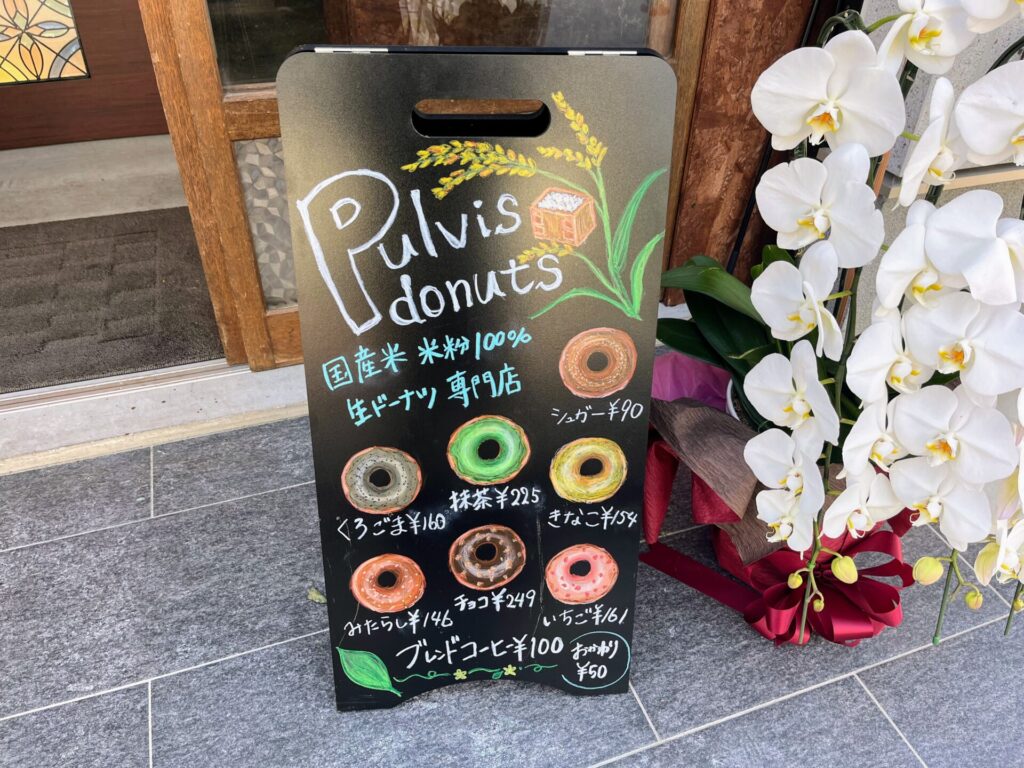 Pulvis
donuts
国産米 米粉100%
生ドーナツ 専門店
シュガー¥90
抹茶¥225
くろごま¥160
きなこ¥154
チョコ¥249
みたらし¥146
いちご¥161
ブレンドコーヒー¥100
おかわり
¥50